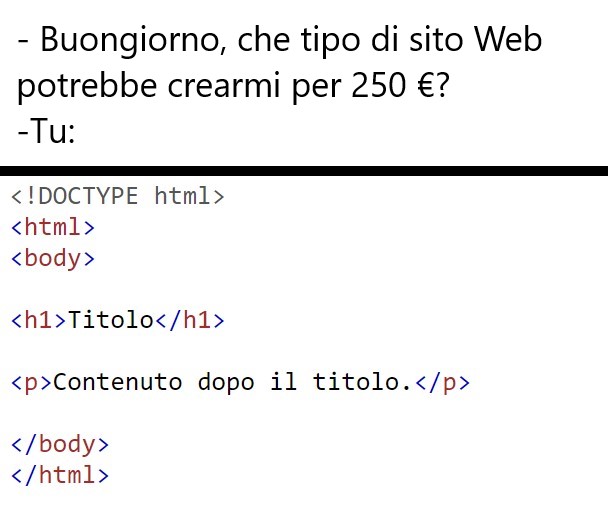 - Buongiorno, che tipo di sito Web
potrebbe crearmi per 250 €?
-Tu:
<!DOCTYPE html>
<html>
<body>
<h1>Titolo</h1>
<p>Contenuto dopo il titolo.</p>
</body>
</html>